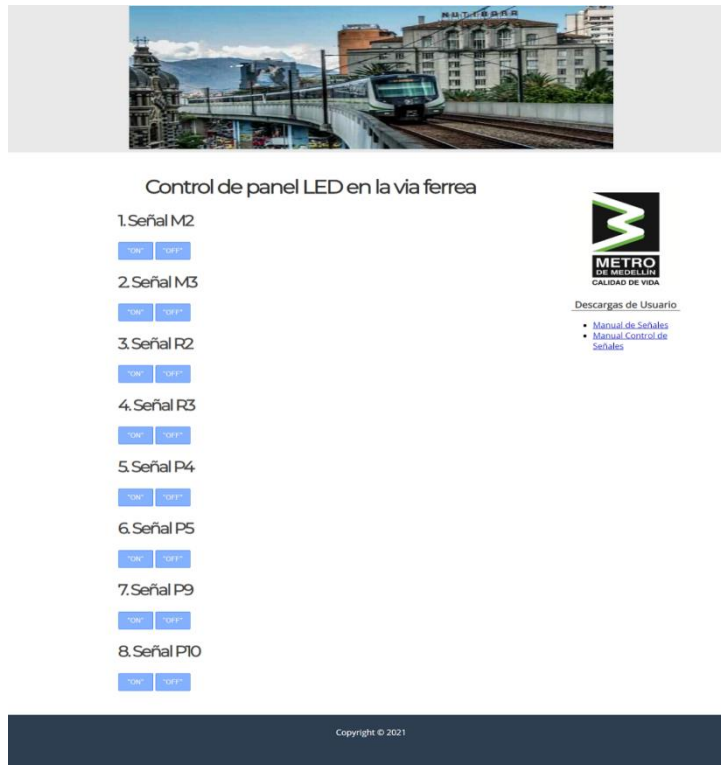 NUTIBARA
Control de panel LED en la via ferrea
1. Señal M2
"ON" "OFF"
2. Señal M3
"ON" "OFF"
3. Señal R2
"ON" "OFF"
4. Señal R3
"ON" "OFF"
5. Señal P4
"ON" "OFF"
6. Señal P5
"ON" "OFF"
7. Señal P9
"ON" "OFF"
8. Señal P10
"ON" "OFF"
METRO
DE MEDELLÍN
CALIDAD DE VIDA
Descargas de Usuario
Manual de Señales
Manual Control de
Señales
Copyright © 2021